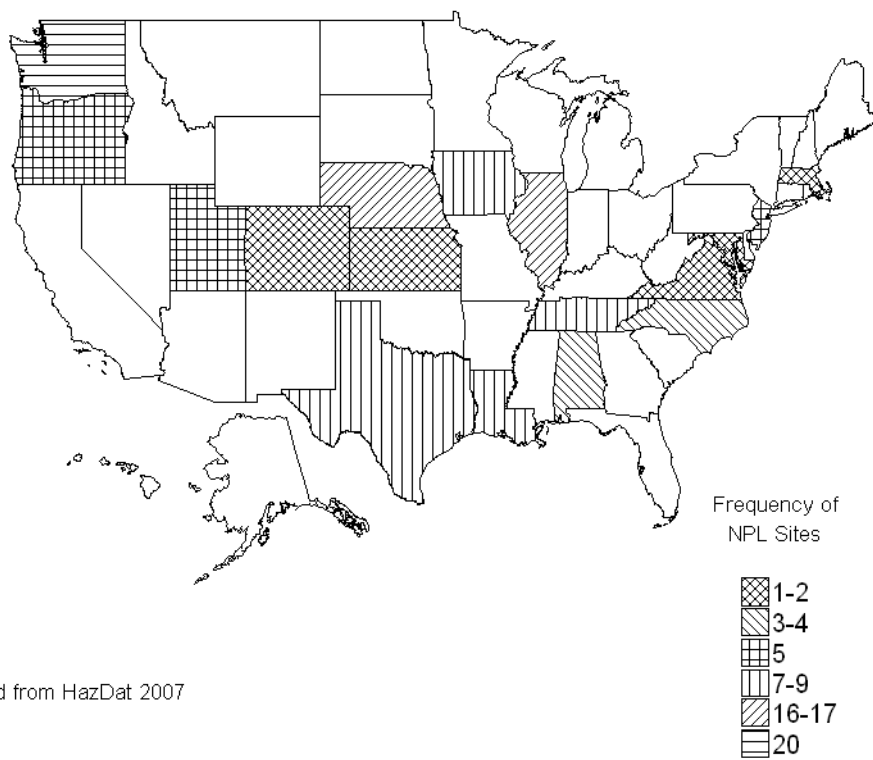 Frequency of
NPL Sites
1-2
3-4
5
7-9
16-17
20
from HazDat 2007